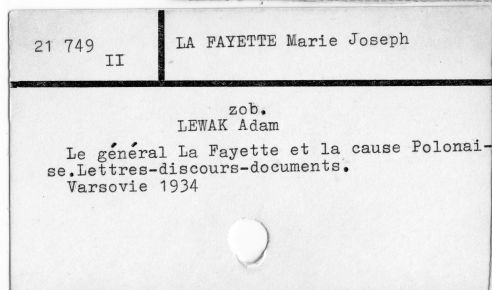 21 749
II
LA FAYETTE Marie Joseph
zob.
LEWAK Adam
Le général La Fayette et la cause Polonai-
se.Lettres-discours-documents.
Varsovie 1934